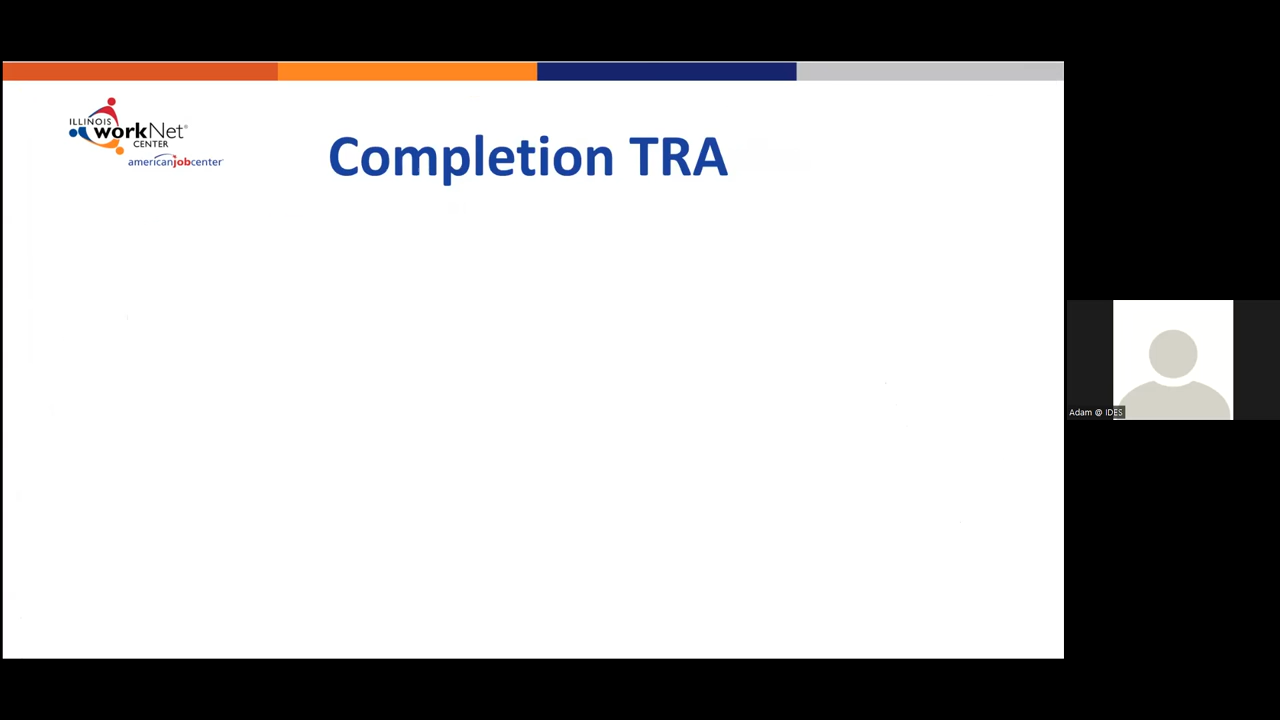 ILLINOIS
workNet®
CENTER
americanjobcenter
Completion TRA
Adam @ IDES